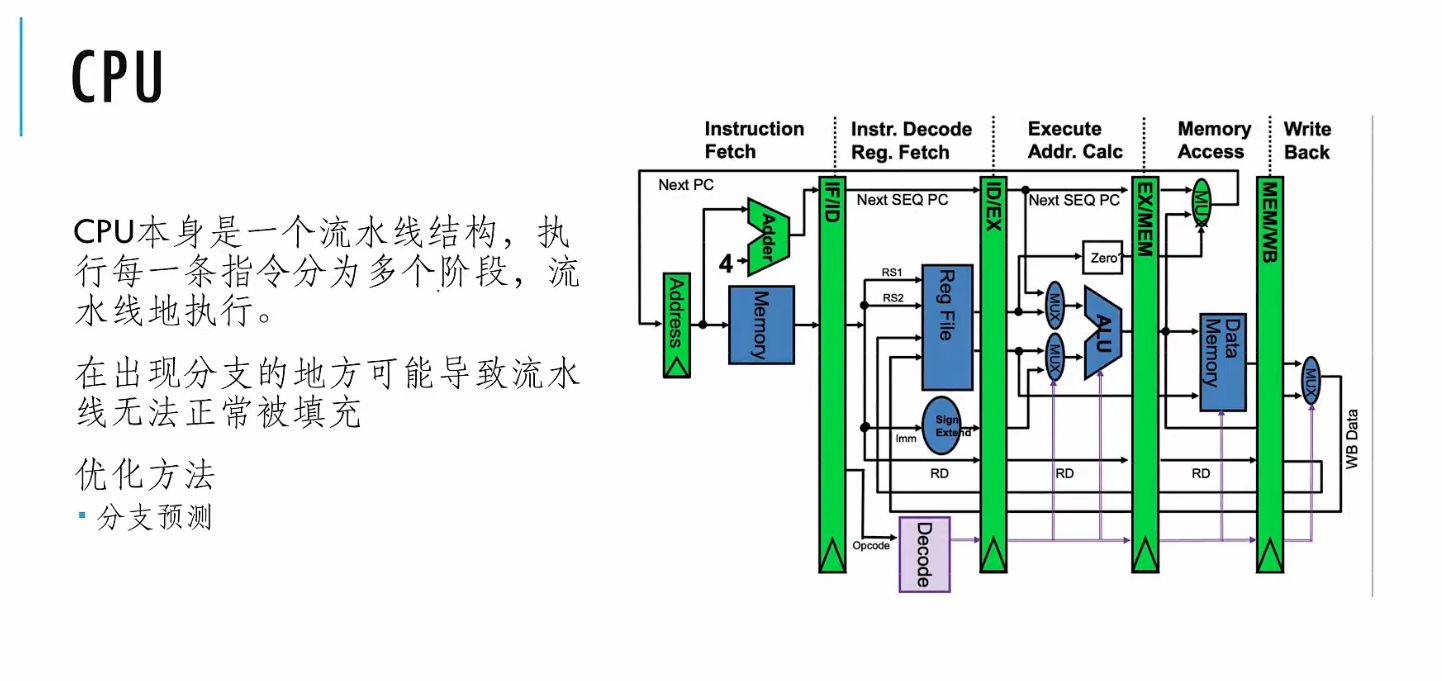 CPU
CPU本身是一个流水线结构，执
行每一条指令分为多个阶段，流
水线地执行。
在出现分支的地方可能导致流水
线无法正常被填充
优化方法
分支预测
Instruction
Fetch
Instr. Decode
Reg. Fetch
Execute
Addr. Calc
Memory
Access
Write
Back
Next PC
Address
4
Adder
Memory
IF/ID
Next SEQ PC
RS1
RS2
Reg File
Sign
Extend
Imm
RD
Opcode
Decode
ID/EX
Next SEQ PC
Zero?
MUX
MUX
ALU
RD
EX/MEM
MUX
Data
Memory
RD
MEM/WB
MUX
WB Data